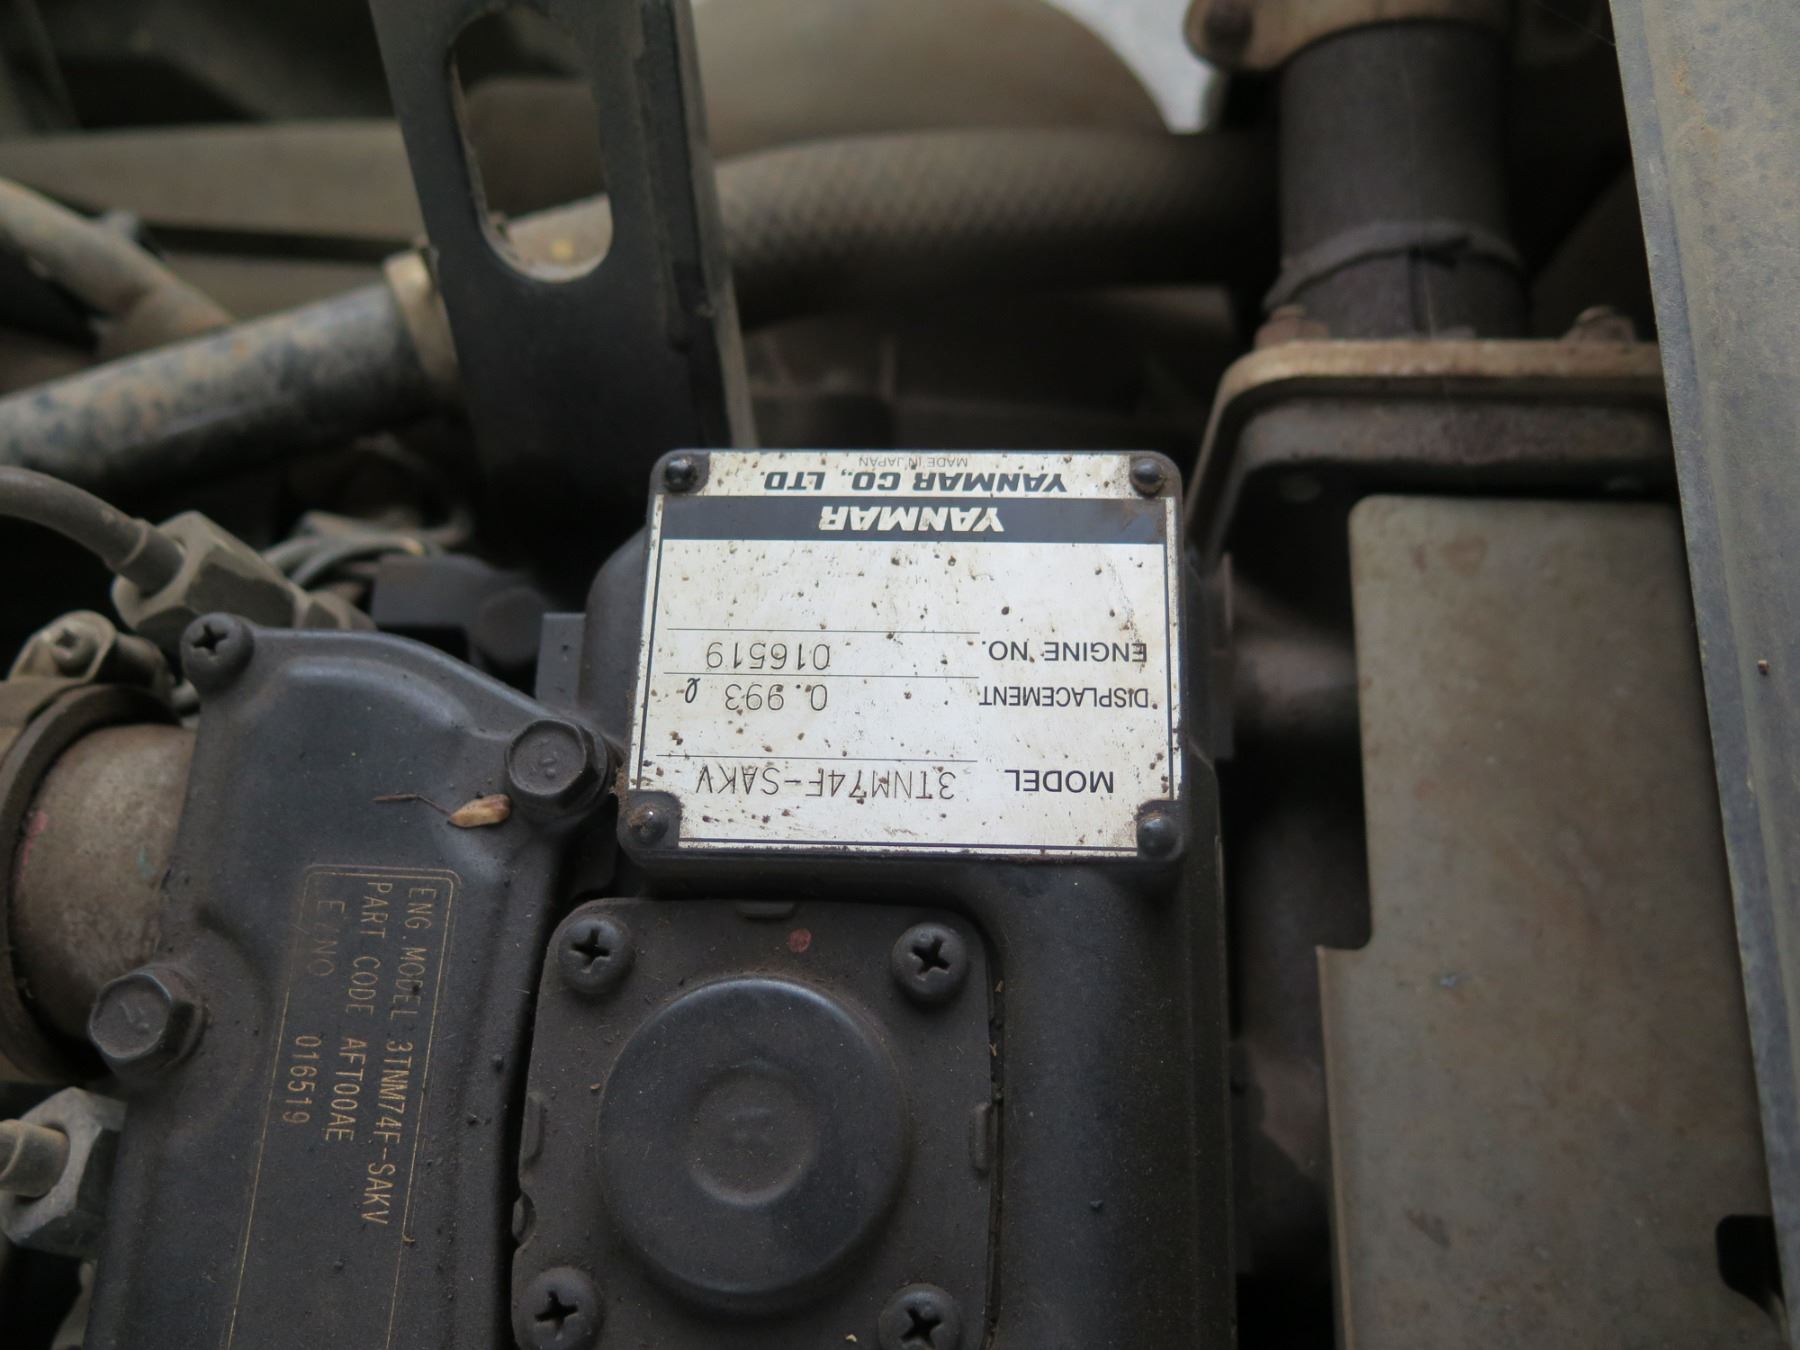 MODEL 3TNM74F-SAKV
DISPLACEMENT 0.993 ℓ
ENGINE NO. 016519
YANMAR
YANMAR CO., LTD.
MADE IN JAPAN
ENG.MODEL 3TNM74F-SAKV
PART CODE AFT00AE
E/NO 016519